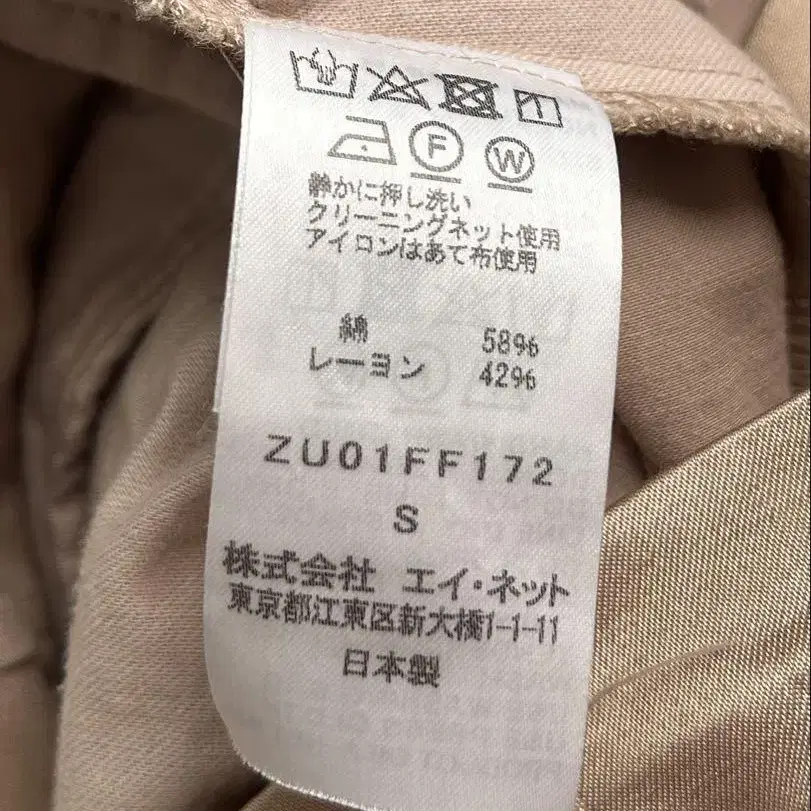 F W
静かに押し洗い
クリーニングネット使用
アイロンはあて布使用
綿 58%
レーヨン 42%
ZU01FF172
S
株式会社 エイ・ネット
東京都江東区新大橋1-1-11
日本製